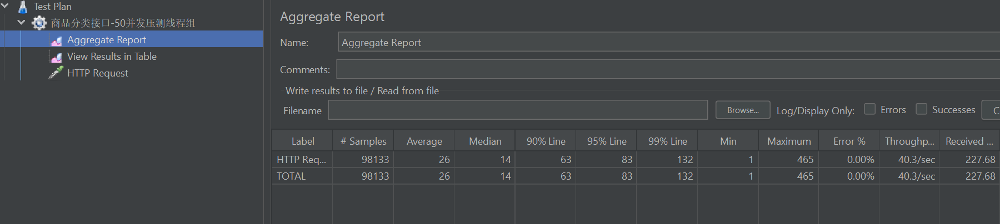 Test Plan
商品分类接口-50并发压测线程组
Aggregate Report
View Results in Table
HTTP Request
Aggregate Report
Name: Aggregate Report
Comments:
Write results to file / Read from file
Filename Browse... Log/Display Only: Errors Successes C
Label # Samples Average Median 90% Line 95% Line 99% Line Min Maximum Error % Throughp... Received ...
HTTP Req... 98133 26 14 63 83 132 1 465 0.00% 40.3/sec 227.68
TOTAL 98133 26 14 63 83 132 1 465 0.00% 40.3/sec 227.68